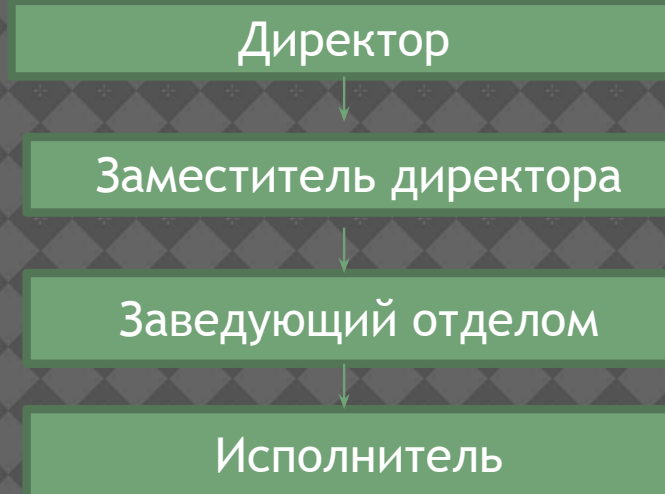 Директор
Заместитель директора
Заведующий отделом
Исполнитель